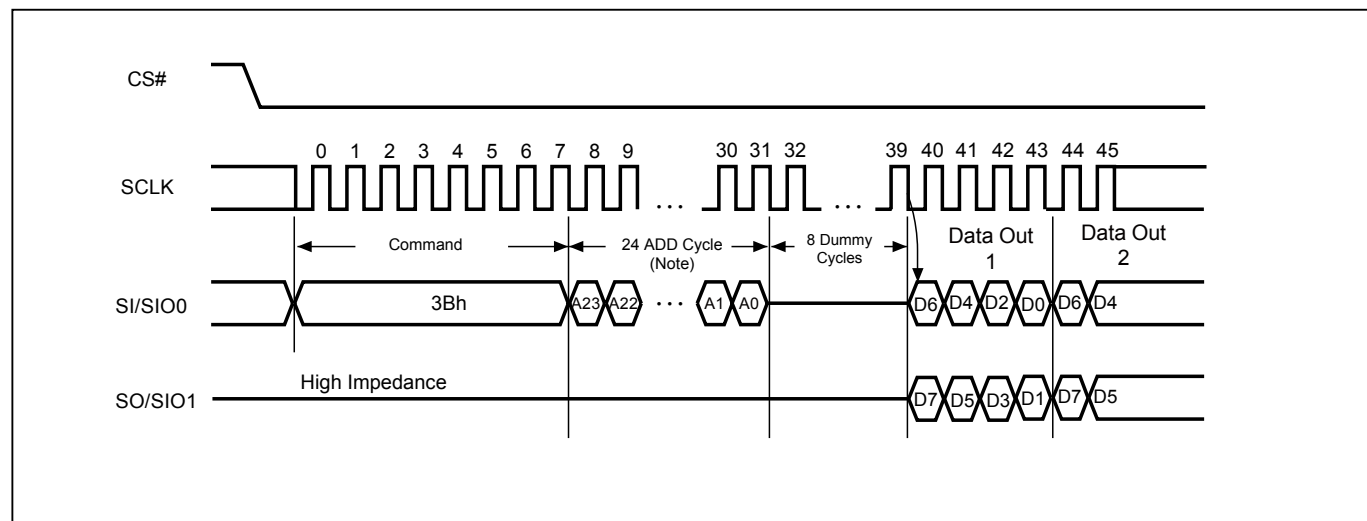 CS#
0 1 2 3 4 5 6 7 8 9 30 31 32 39 40 41 42 43 44 45
SCLK
... ...
Command
24 ADD Cycle
(Note)
8 Dummy
Cycles
Data Out
1
Data Out
2
SI/SIO0
3Bh
A23 A22 ... A1 A0
D6 D4 D2 D0 D6 D4
High Impedance
SO/SIO1
D7 D5 D3 D1 D7 D5